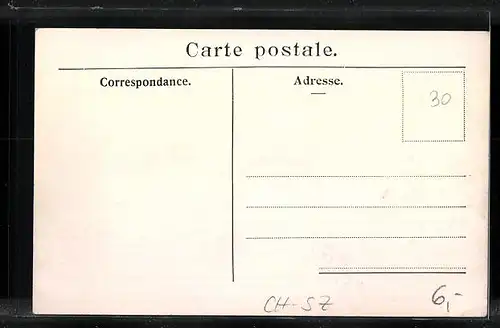 Carte postale.
Correspondance.
Adresse.
30
CH-SZ
6,-